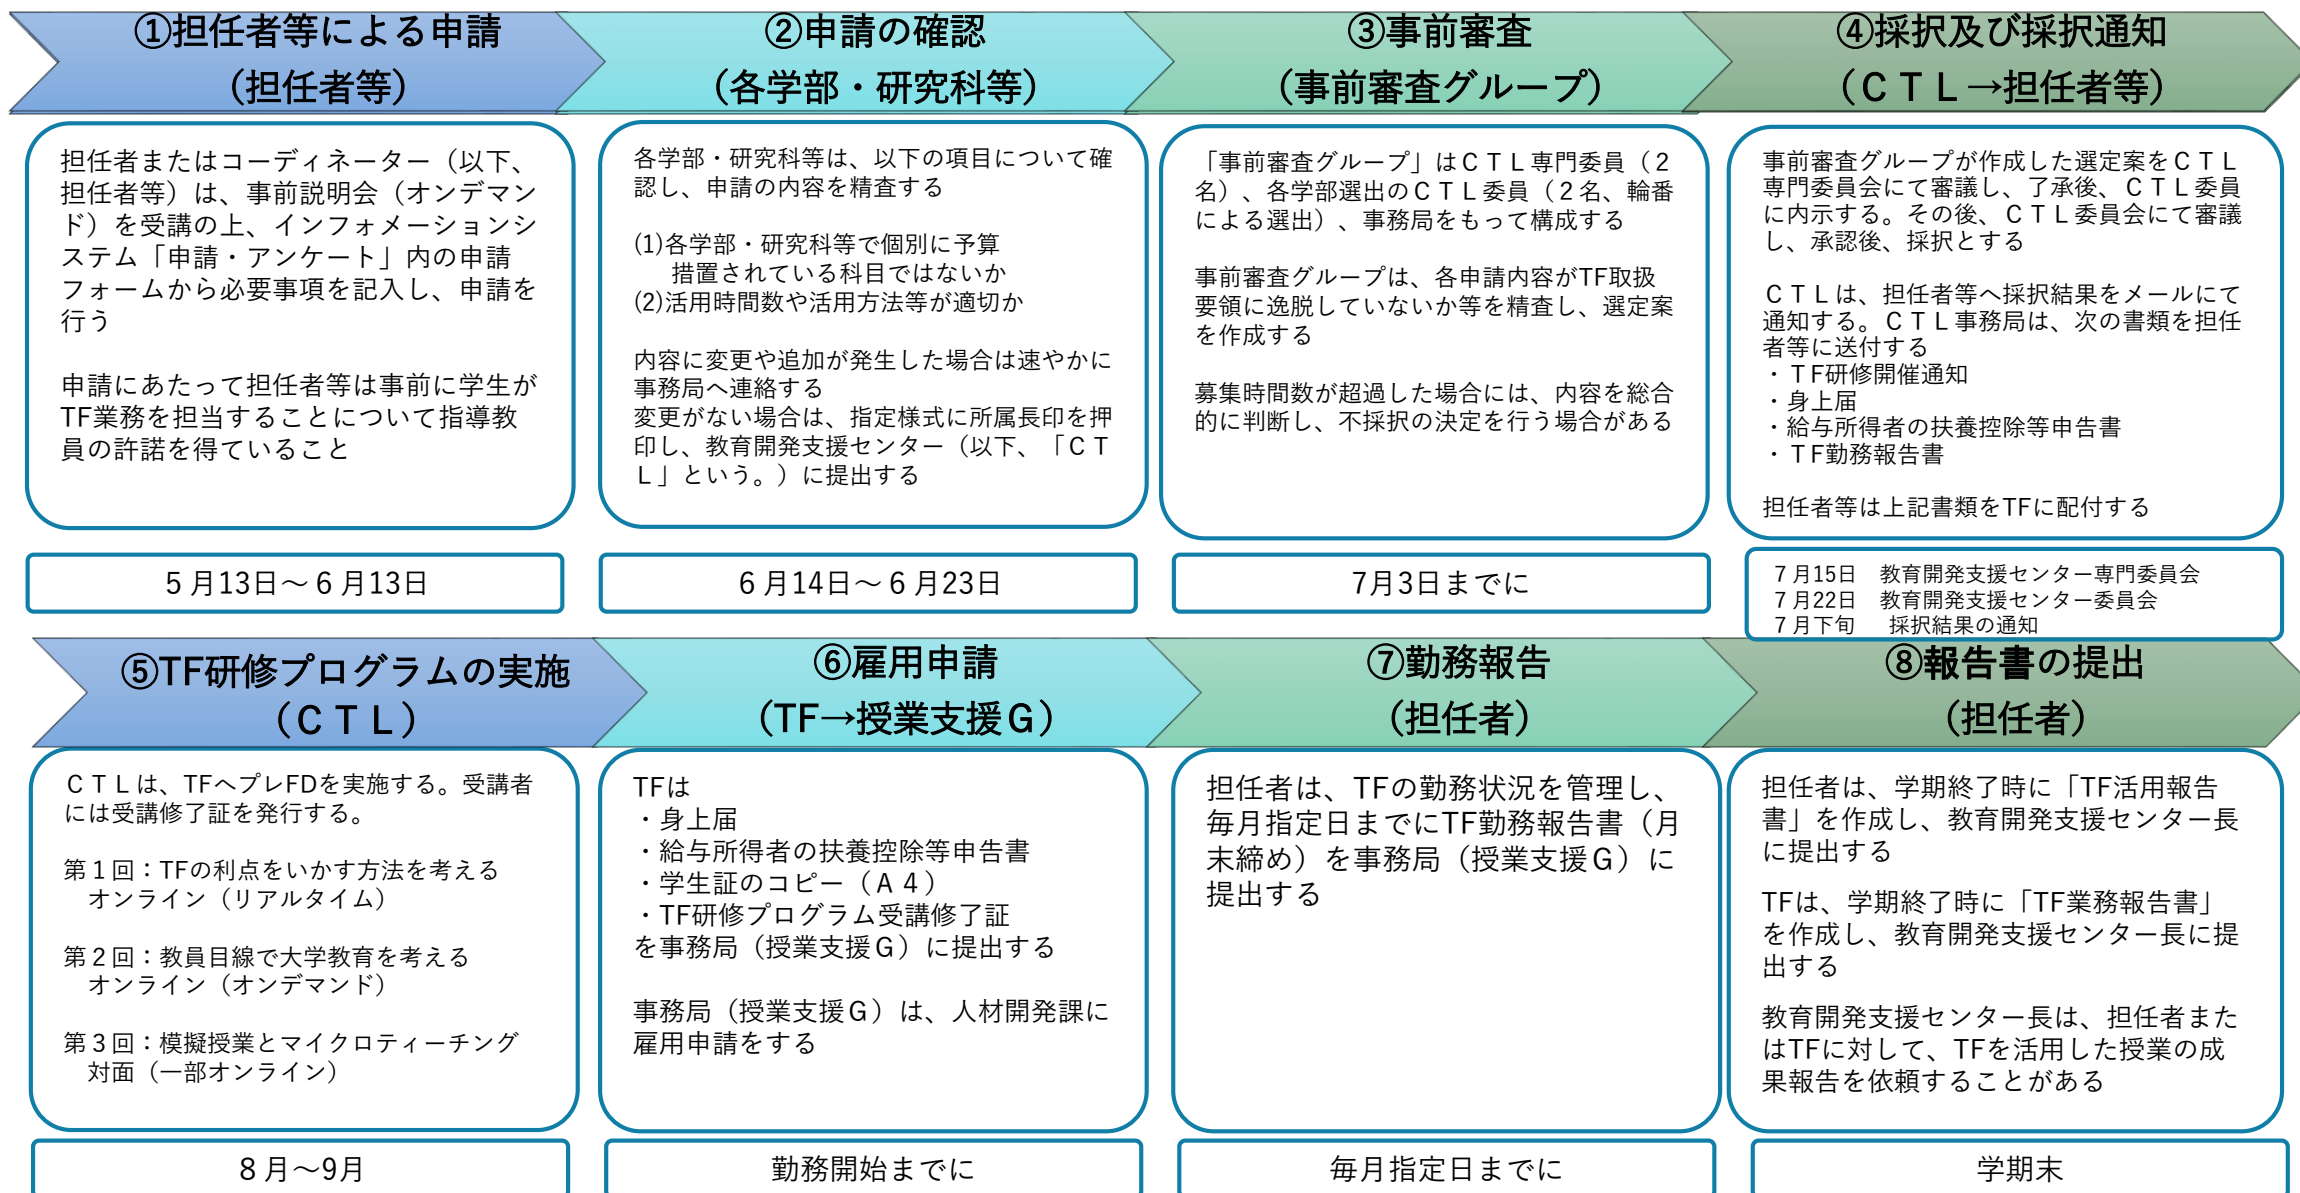 ①担任者等による申請
（担任者等）
②申請の確認
（各学部・研究科等）
③事前審査
（事前審査グループ）
④採択及び採択通知
（ＣＴＬ→担任者等）
担任者またはコーディネーター（以下、
担任者等）は、事前説明会（オンデマン
ド）を受講の上、インフォメーションシ
ステム「申請・アンケート」内の申請
フォームから必要事項を記入し、申請を
行う
申請にあたって担任者等は事前に学生が
TF業務を担当することについて指導教
員の許諾を得ていること
各学部・研究科等は、以下の項目について確
認し、申請の内容を精査する
(1)各学部・研究科等で個別に予算
措置されている科目ではないか
(2)活用時間数や活用方法等が適切か
内容に変更や追加が発生した場合は速やかに
事務局へ連絡する
変更がない場合は、指定様式に所属長印を押
印し、教育開発支援センター（以下、「ＣＴ
Ｌ」という。）に提出する
「事前審査グループ」はＣＴＬ専門委員（２
名）、各学部選出のＣＴＬ委員（２名、輪番
による選出）、事務局をもって構成する
事前審査グループは、各申請内容がTF取扱
要領に逸脱していないか等を精査し、選定案
を作成する
募集時間数が超過した場合には、内容を総合
的に判断し、不採択の決定を行う場合がある
事前審査グループが作成した選定案をＣＴＬ
専門委員会にて審議し、了承後、ＣＴＬ委員
に内示する。その後、ＣＴＬ委員会にて審議
し、承認後、採択とする
ＣＴＬは、担任者等へ採択結果をメールにて
通知する。ＣＴＬ事務局は、次の書類を担任
者等に送付する
・ＴF研修開催通知
・身上届
・給与所得者の扶養控除等申告書
・ＴF勤務報告書
担任者等は上記書類をTFに配付する
５月13日～６月13日
６月14日～６月23日
7月3日までに
７月15日　教育開発支援センター専門委員会
７月22日　教育開発支援センター委員会
７月下旬　採択結果の通知
⑤TF研修プログラムの実施
（ＣＴＬ）
⑥雇用申請
（TF→授業支援Ｇ）
⑦勤務報告
（担任者）
⑧報告書の提出
（担任者）
ＣＴＬは、TFへプレFDを実施する。受講者
には受講修了証を発行する。
第１回：TFの利点をいかす方法を考える
オンライン（リアルタイム）
第２回：教員目線で大学教育を考える
オンライン（オンデマンド）
第３回：模擬授業とマイクロティーチング
対面（一部オンライン）
TFは
・身上届
・給与所得者の扶養控除等申告書
・学生証のコピー（Ａ４）
・TF研修プログラム受講修了証
を事務局（授業支援Ｇ）に提出する
事務局（授業支援Ｇ）は、人材開発課に
雇用申請をする
担任者は、TFの勤務状況を管理し、
毎月指定日までにTF勤務報告書（月
末締め）を事務局（授業支援Ｇ）に
提出する
担任者は、学期終了時に「TF活用報告
書」を作成し、教育開発支援センター長
に提出する
TFは、学期終了時に「TF業務報告書」
を作成し、教育開発支援センター長に提
出する
教育開発支援センター長は、担任者また
はTFに対して、TFを活用した授業の成
果報告を依頼することがある
８月～9月
勤務開始までに
毎月指定日までに
学期末